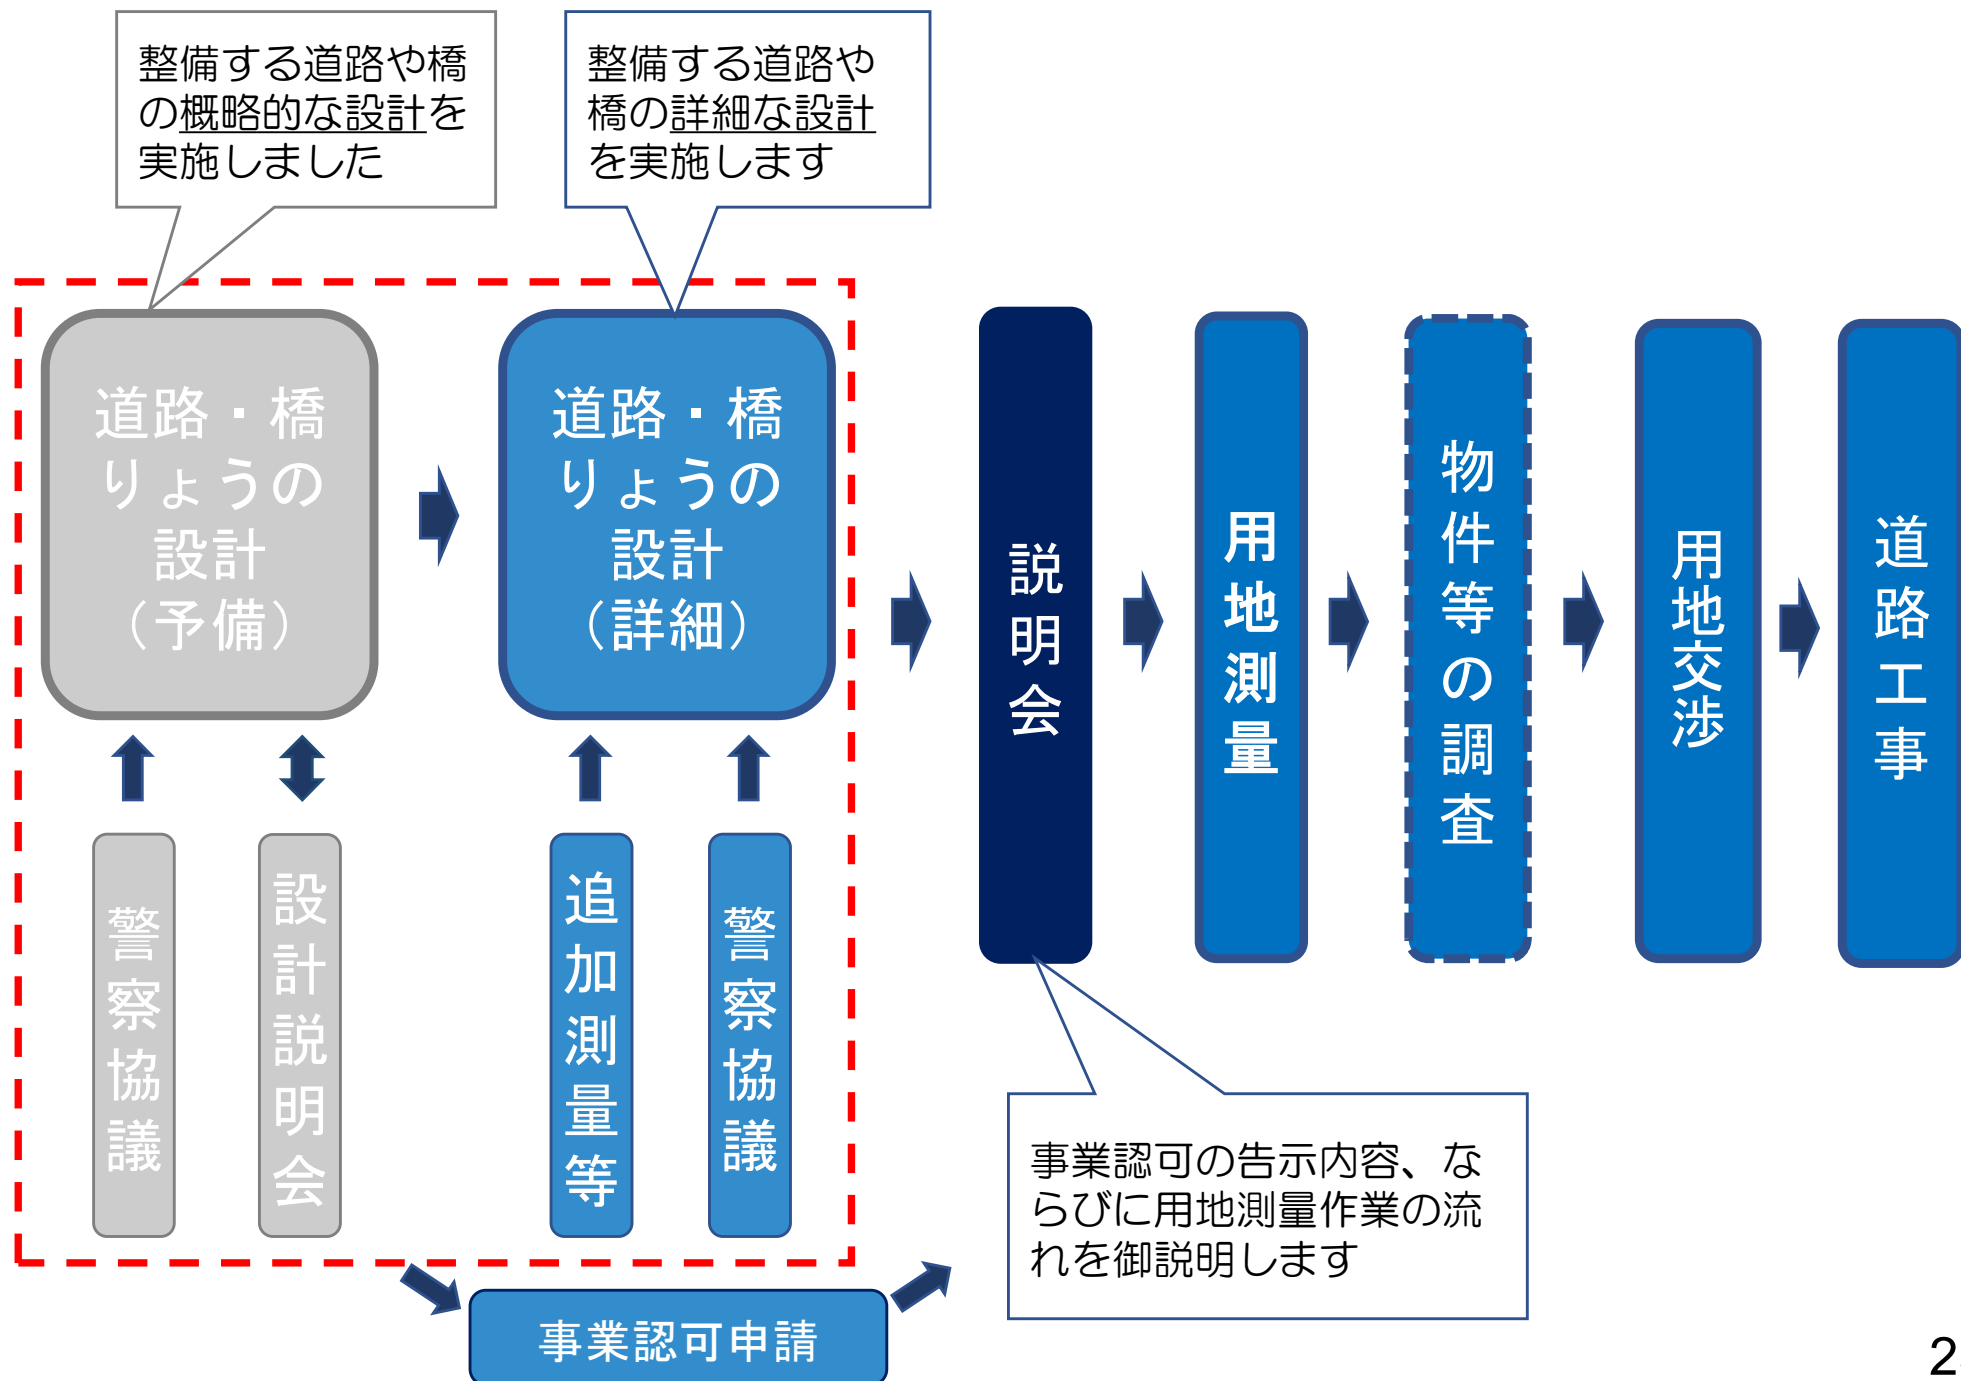 整備する道路や橋
の概略的な設計を
実施しました
整備する道路や
橋の詳細な設計
を実施します
道路・橋
りょうの
設計
（予備）
道路・橋
りょうの
設計
（詳細）
説明会
用地測量
物件等の調査
用地交渉
道路工事
警察協議
設計説明会
追加測量等
警察協議
事業認可の告示内容、な
らびに用地測量作業の流
れを御説明します
事業認可申請